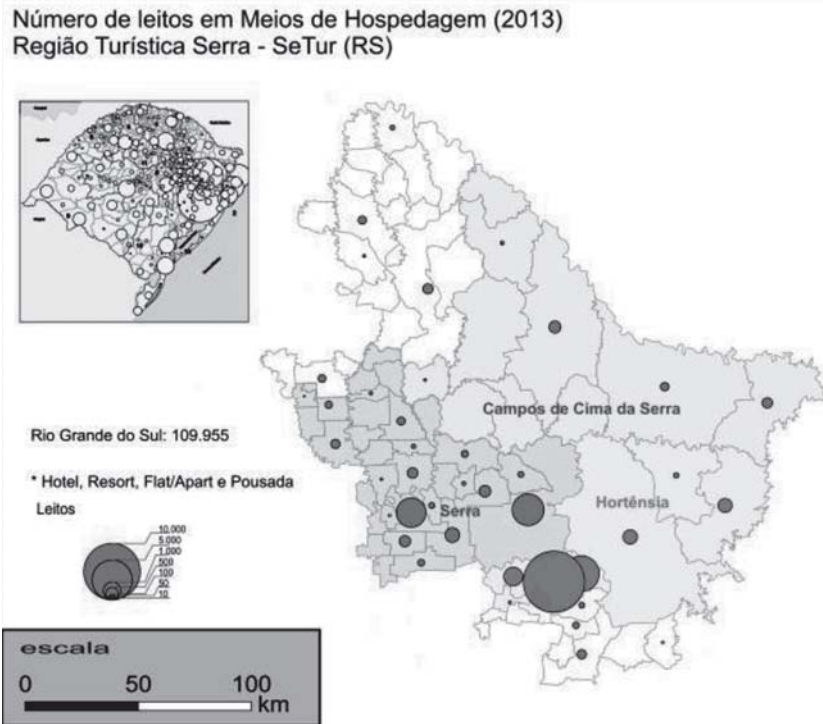 Número de leitos em Meios de Hospedagem (2013)
Região Turística Serra - SeTur (RS)
Campos de Cima da Serra
Rio Grande do Sul: 109.955
* Hotel, Resort, Flat/Apart e Pousada
Leitos
Serra
Hortênsia
10.000
5.000
1.000
500
100
50
10
escala
0 50 100
km